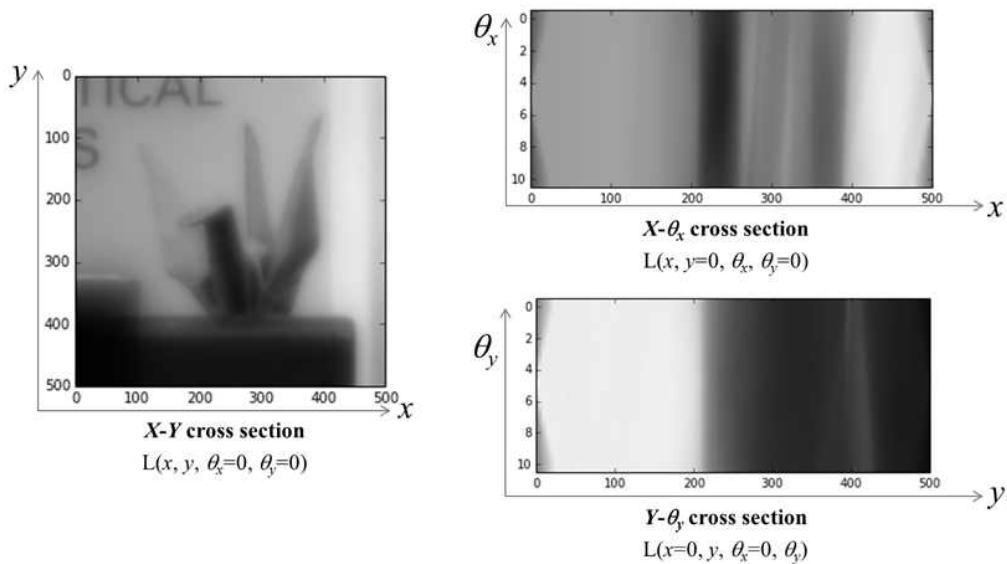 y
0
100
200
300
400
500
TICAL
S
0 100 200 300 400 500
x
X-Y cross section
L(x, y, θx=0, θy=0)
θx
0
2
4
6
8
10
0 100 200 300 400 500
x
X-θx cross section
L(x, y=0, θx, θy=0)
θy
0
2
4
6
8
10
0 100 200 300 400 500
y
Y-θy cross section
L(x=0, y, θx=0, θy)